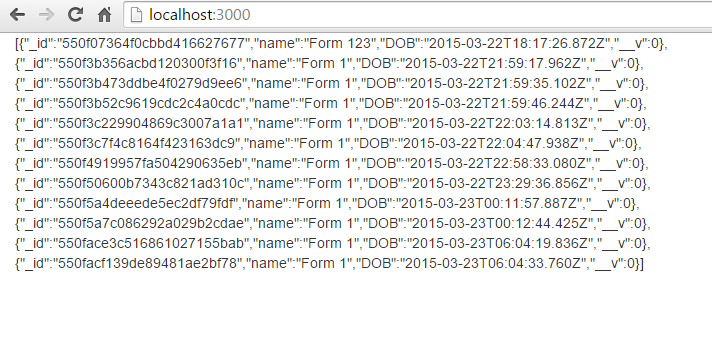 localhost:3000
[{"_id":"550f07364f0cbbd416627677","name":"Form 123","DOB":"2015-03-22T18:17:26.872Z","__v":0},
{"_id":"550f3b356acbd120300f3f16","name":"Form 1","DOB":"2015-03-22T21:59:17.962Z","__v":0},
{"_id":"550f3b473ddbe4f0279d9ee6","name":"Form 1","DOB":"2015-03-22T21:59:35.102Z","__v":0},
{"_id":"550f3b52c9619cdc2c4a0cdc","name":"Form 1","DOB":"2015-03-22T21:59:46.244Z","__v":0},
{"_id":"550f3c229904869c3007a1a1","name":"Form 1","DOB":"2015-03-22T22:03:14.813Z","__v":0},
{"_id":"550f3c7f4c8164f423163dc9","name":"Form 1","DOB":"2015-03-22T22:04:47.938Z","__v":0},
{"_id":"550f4919957fa504290635eb","name":"Form 1","DOB":"2015-03-22T22:58:33.080Z","__v":0},
{"_id":"550f50600b7343c821ad310c","name":"Form 1","DOB":"2015-03-22T23:29:36.856Z","__v":0},
{"_id":"550f5a4deeede5ec2df79fdf","name":"Form 1","DOB":"2015-03-23T00:11:57.887Z","__v":0},
{"_id":"550f5a7c086292a029b2cdae","name":"Form 1","DOB":"2015-03-23T00:12:44.425Z","__v":0},
{"_id":"550face3c516861027155bab","name":"Form 1","DOB":"2015-03-23T06:04:19.836Z","__v":0},
{"_id":"550facf139de89481ae2bf78","name":"Form 1","DOB":"2015-03-23T06:04:33.760Z","__v":0}]